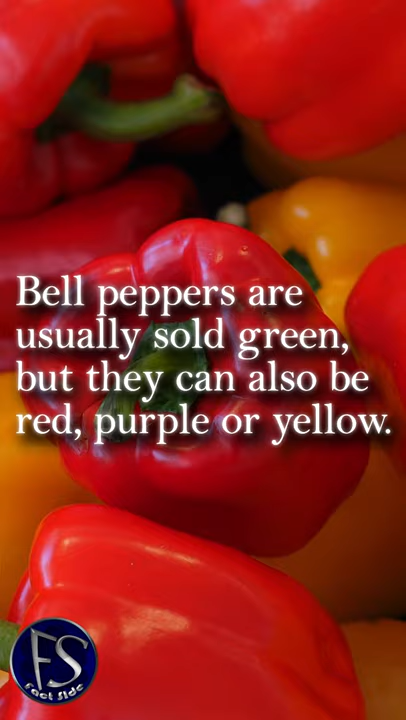 Bell peppers are
usually sold green,
but they can also be
red, purple or yellow.
FS
Fact Side